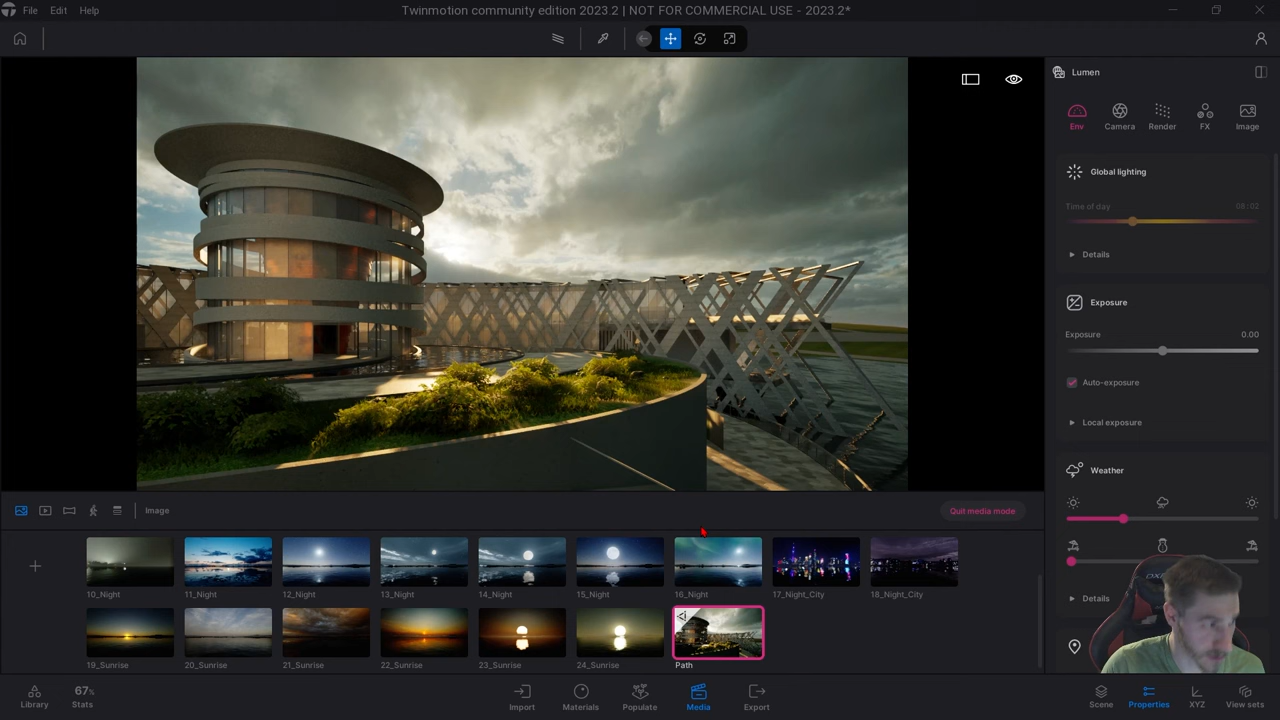 File Edit Help Twinmotion community edition 2023.2 | NOT FOR COMMERCIAL USE - 2023.2*
Lumen
Env Camera Render FX Image
Global lighting
Time of day 08:02
Details
Exposure
Exposure 0.00
Auto-exposure
Local exposure
Weather
Details
Image Quit media mode
10_Night 11_Night 12_Night 13_Night 14_Night 15_Night 16_Night 17_Night_City 18_Night_City
19_Sunrise 20_Sunrise 21_Sunrise 22_Sunrise 23_Sunrise 24_Sunrise Path
67%
Library Stats Import Materials Populate Media Export Scene Properties XYZ View sets